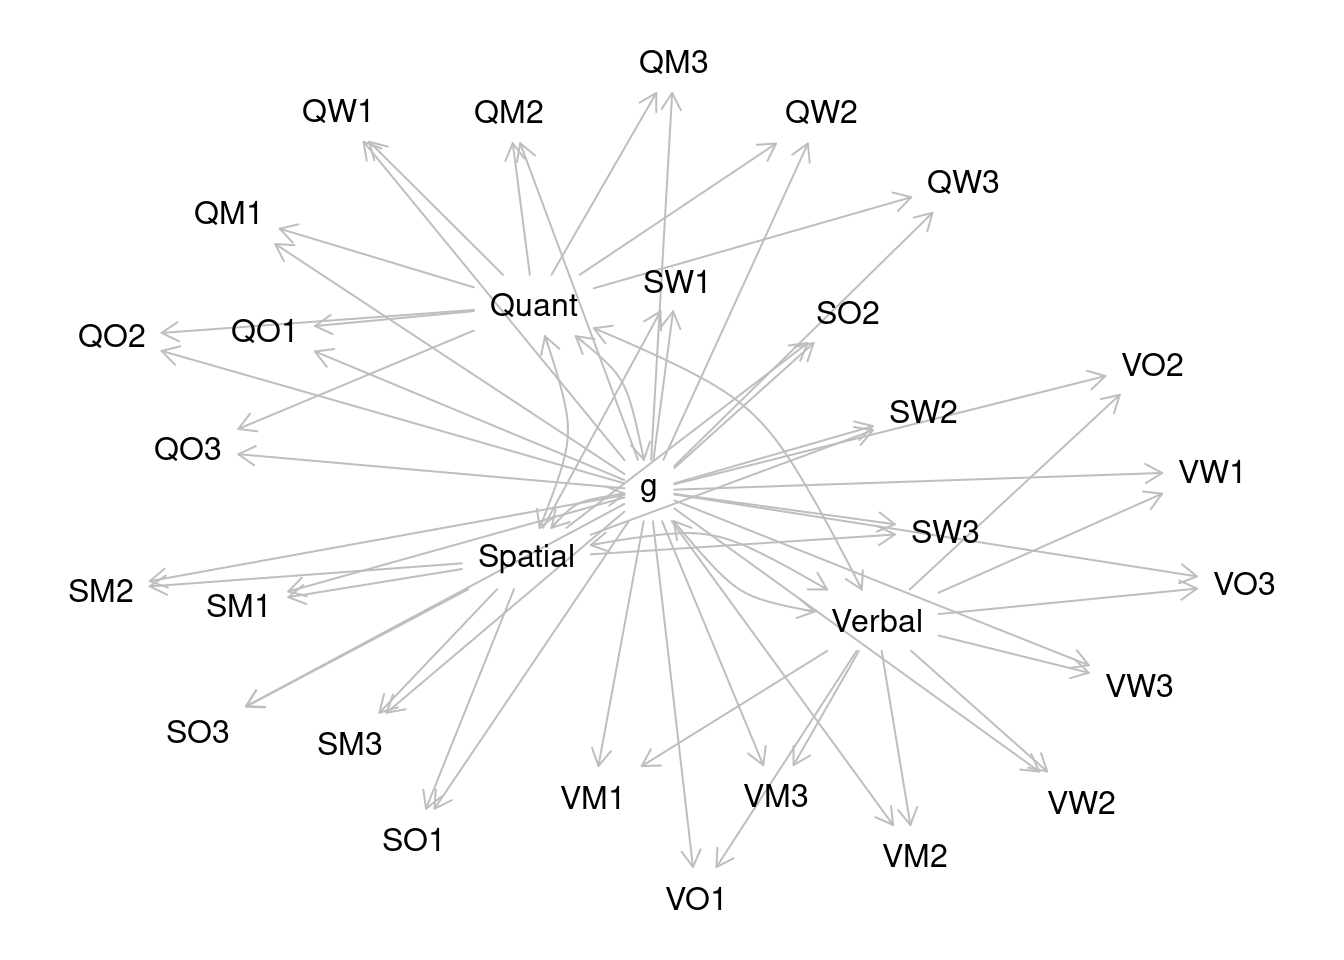 QM3
QW1
QM2
QW2
QW3
QM1
SW1
Quant
SO2
QO2
QO1
VO2
SW2
QO3
VW1
g
SW3
Spatial
SM2
VO3
SM1
Verbal
VW3
SO3
SM3
VM1
VM3
VW2
SO1
VM2
VO1